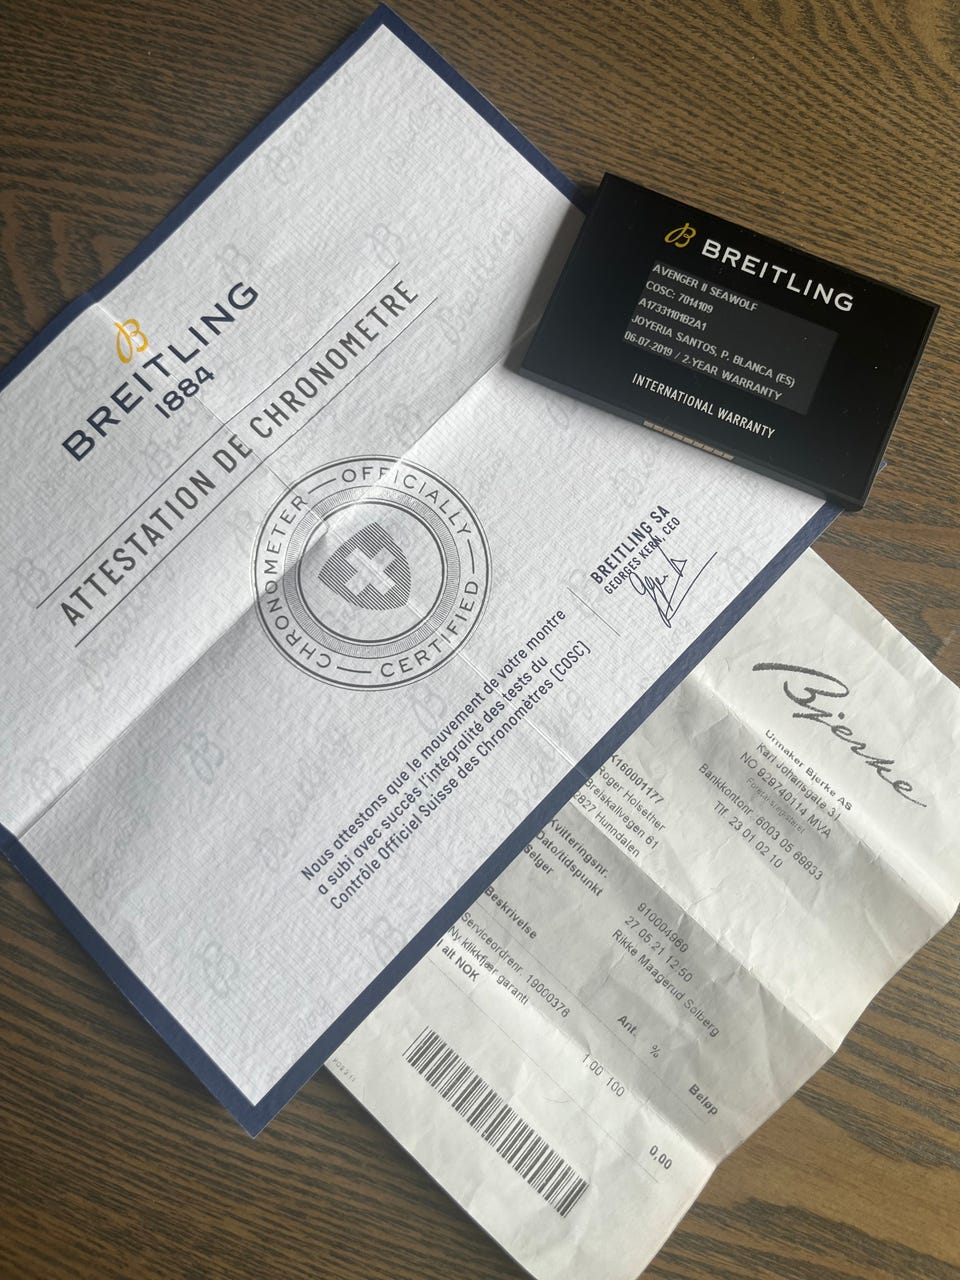 BREITLING
1884
ATTESTATION DE CHRONOMETRE
CHRONOMETER — OFFICIALLY — CERTIFIED
Nous attestons que le mouvement de votre montre
a subi avec succès l'intégralité des tests du
Contrôle Officiel Suisse des Chronomètres [COSC]
BREITLING SA
GEORGES KERN, CEO
BREITLING
AVENGER II SEAWOLF
COSC: 7014109
A17331101B2A1
JOYERIA SANTOS, P. BLANCA (ES)
06-07-2019 / 2-YEAR WARRANTY
INTERNATIONAL WARRANTY
Bjerke
Urmaker Bjerke AS
Karl Johansgate 31
NO 929740114 MVA
Foretaksregisteret
Bankkontonr. 6003 05 69833
Tlf. 23 01 02 10
K160001177
Roger Holsether
Breiskallvegen 61
2827 Hunndalen
Kvitteringsnr. 910004960
Dato/tidspunkt 27.05.21 12:50
Selger Rikke Maagerud Solberg
Beskrivelse Ant. % Beløp
Serviceordrenr. 19000376
Ny klikkfjær garanti 1,00 100 0,00
I alt NOK